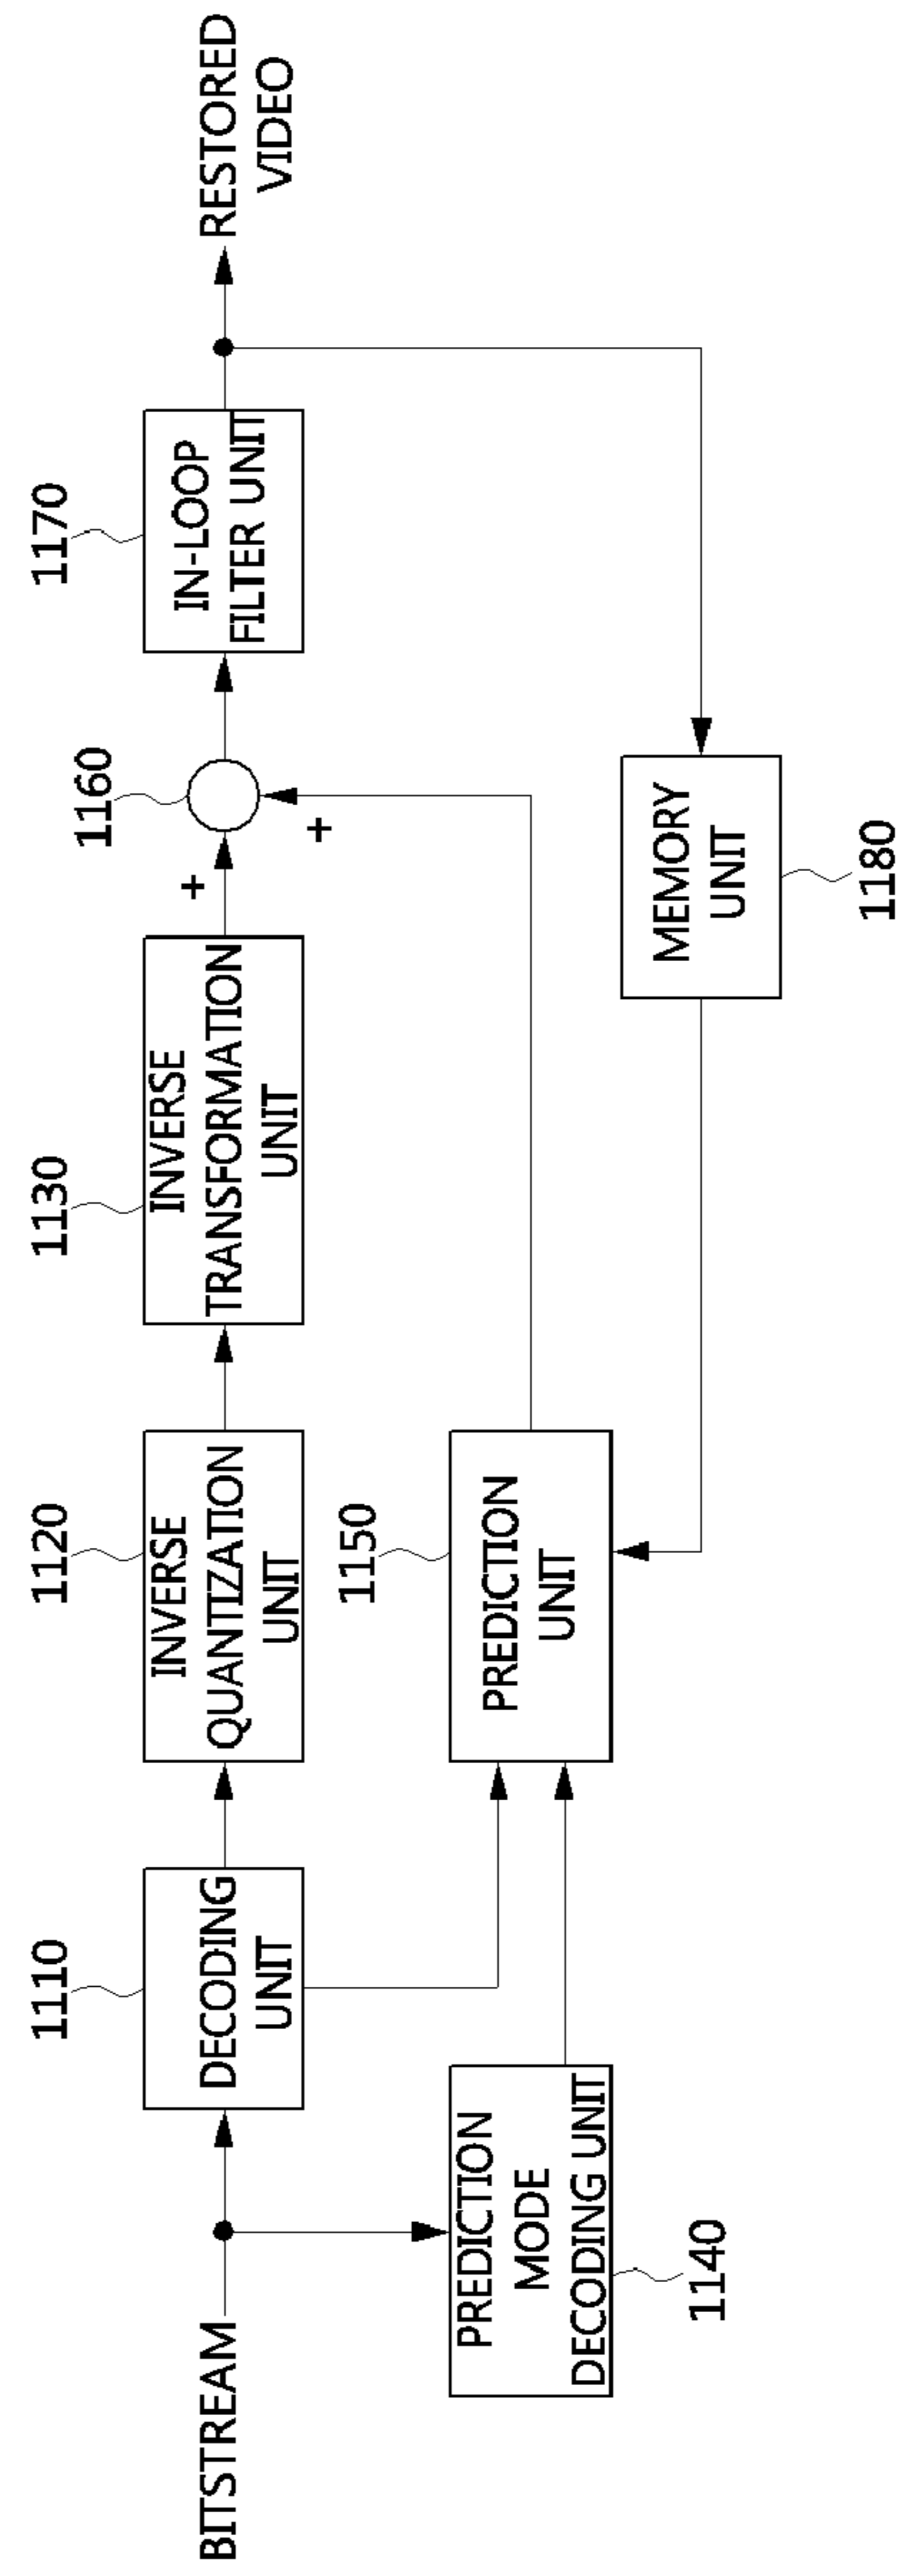 1110
1120
1130
1160
1170
BITSTREAM
DECODING
UNIT
INVERSE
QUANTIZATION
UNIT
INVERSE
TRANSFORMATION
UNIT
+
+
IN-LOOP
FILTER UNIT
RESTORED
VIDEO
1150
PREDICTION
MODE
DECODING UNIT
1140
PREDICTION
UNIT
MEMORY
UNIT
1180